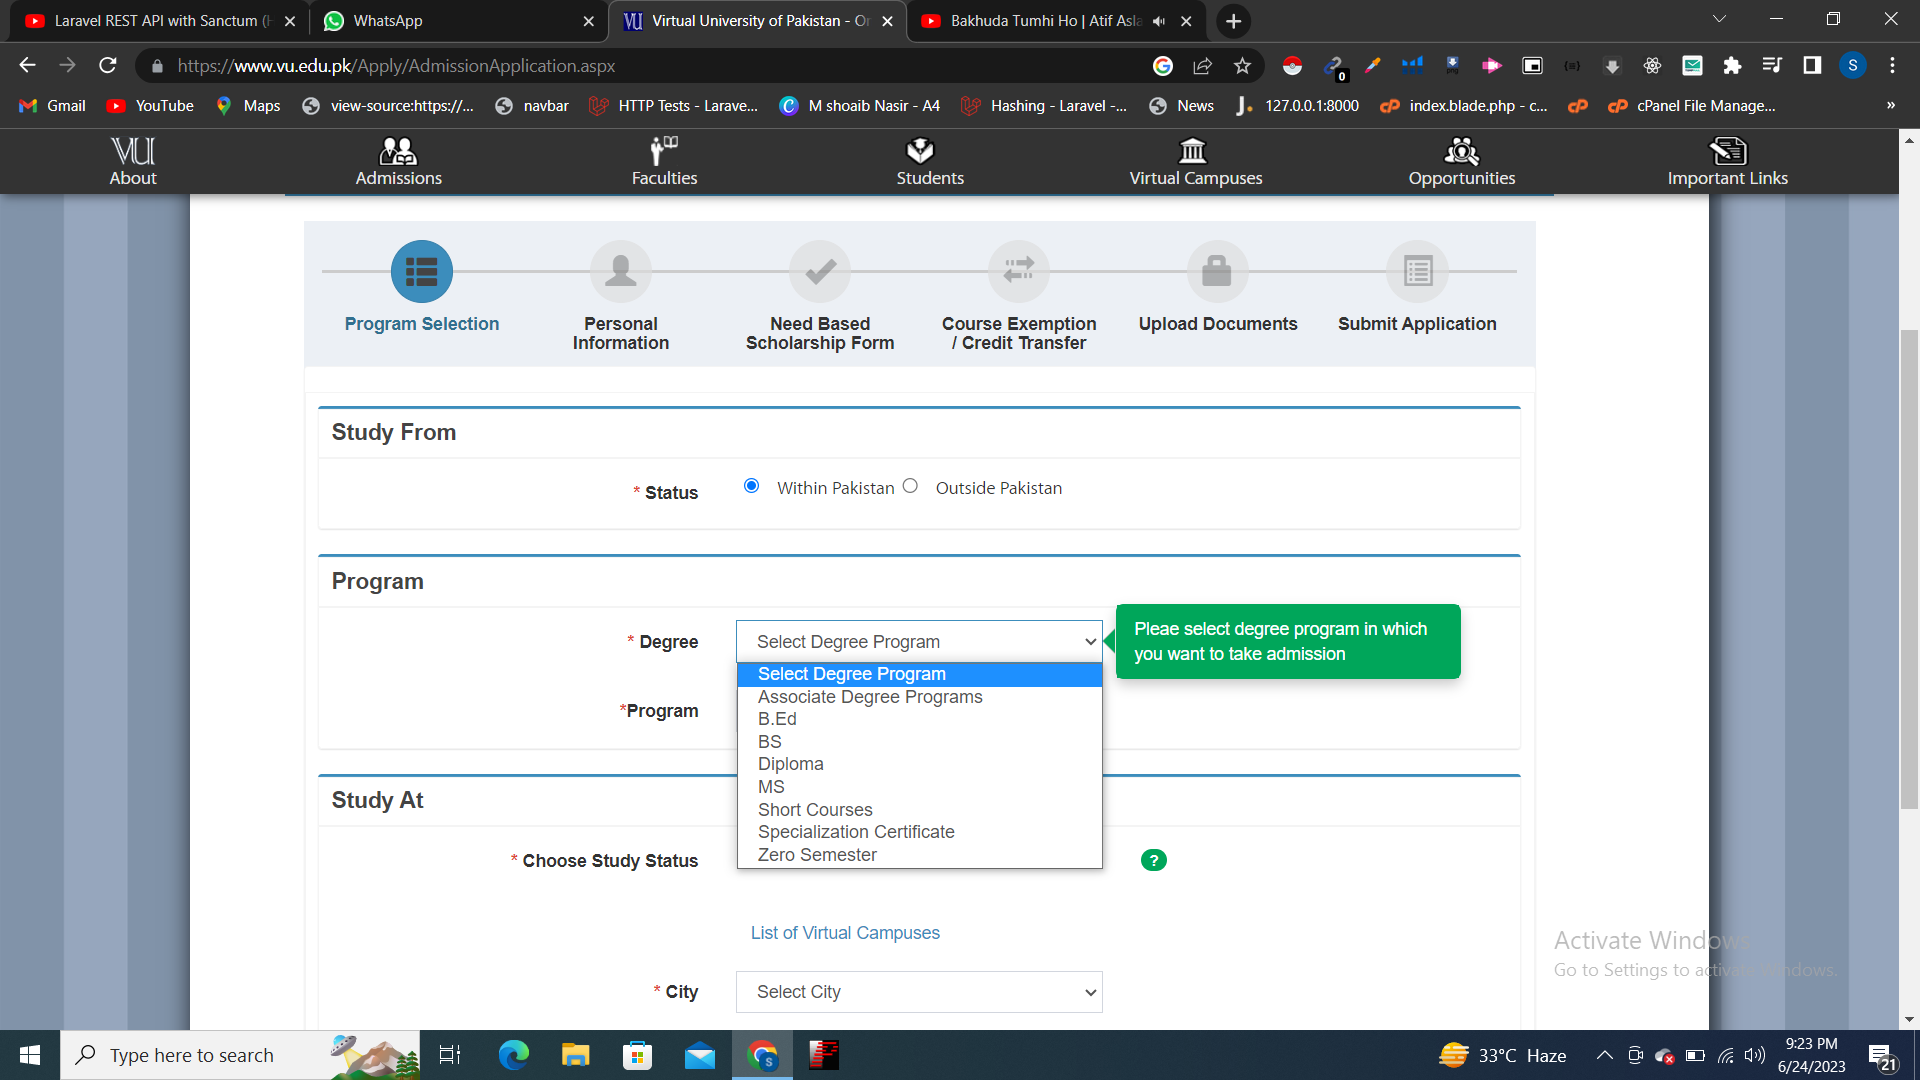 Laravel REST API with Sanctum
WhatsApp
Virtual University of Pakistan -
Bakhuda Tumhi Ho | Atif Asla
https://www.vu.edu.pk/Apply/AdmissionApplication.aspx
0
S
Gmail
YouTube
Maps
view-source:https://...
navbar
HTTP Tests - Larave...
M shoaib Nasir - A4
Hashing - Laravel -...
News
127.0.0.1:8000
index.blade.php - c...
cPanel File Manage...
»
VU
About
Admissions
Faculties
Students
Virtual Campuses
Opportunities
Important Links
Program Selection
Personal
Information
Need Based
Scholarship Form
Course Exemption
/ Credit Transfer
Upload Documents
Submit Application
Study From
* Status
Within Pakistan
Outside Pakistan
Program
* Degree
Select Degree Program
Pleae select degree program in which
you want to take admission
Select Degree Program
Associate Degree Programs
B.Ed
BS
Diploma
MS
Short Courses
Specialization Certificate
Zero Semester
*Program
Study At
* Choose Study Status
?
List of Virtual Campuses
* City
Select City
Activate Windows
Go to Settings to activate Windows.
Type here to search
33°C Haze
9:23 PM
6/24/2023
21